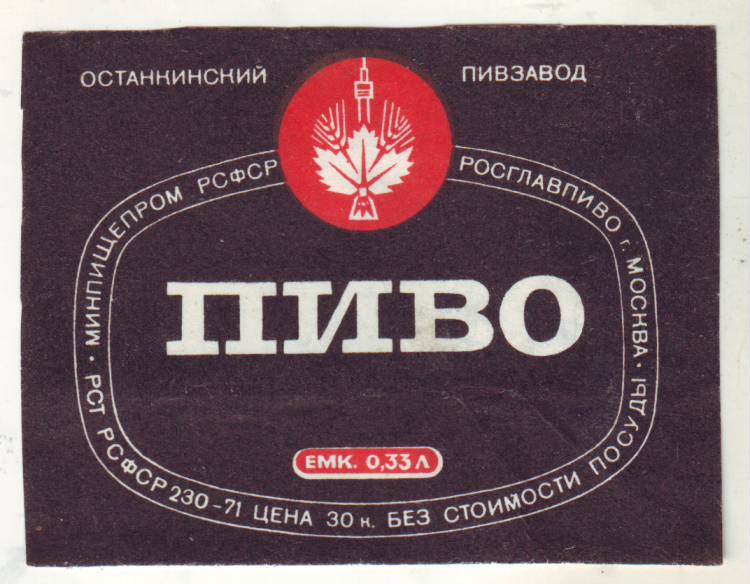 ОСТАНКИНСКИЙ ПИВЗАВОД
МИНПИЩЕПРОМ РСФСР РОСГЛАВПИВО г. МОСКВА
ПИВО
ЕМК. 0,33 Л
РСТ РСФСР 230-71 ЦЕНА 30 к. БЕЗ СТОИМОСТИ ПОСУДЫ